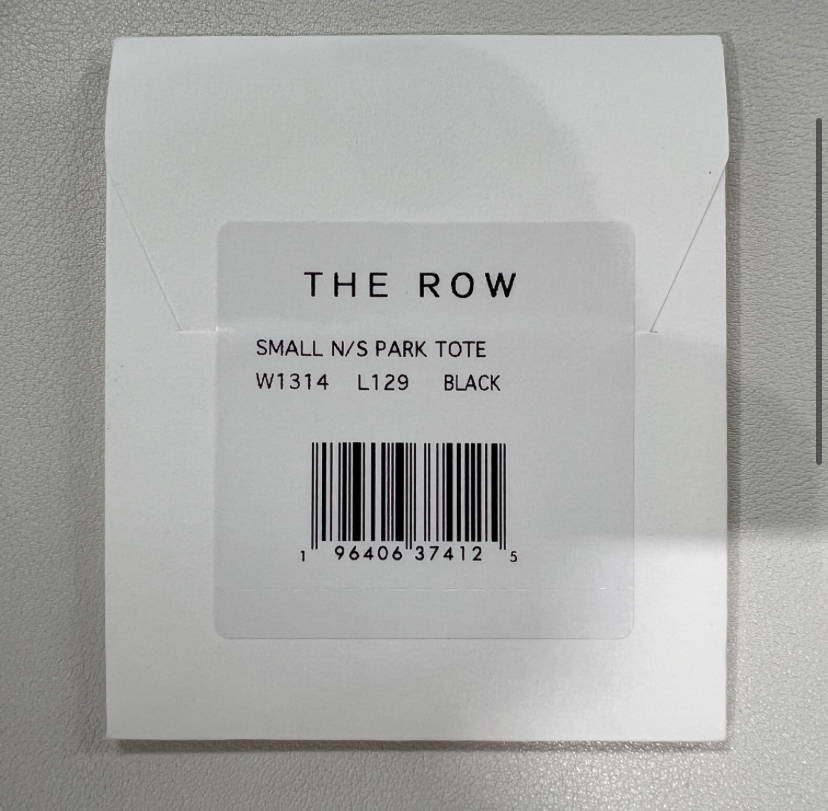 THE ROW
SMALL N/S PARK TOTE
W1314 L129 BLACK
1 96406 37412 5